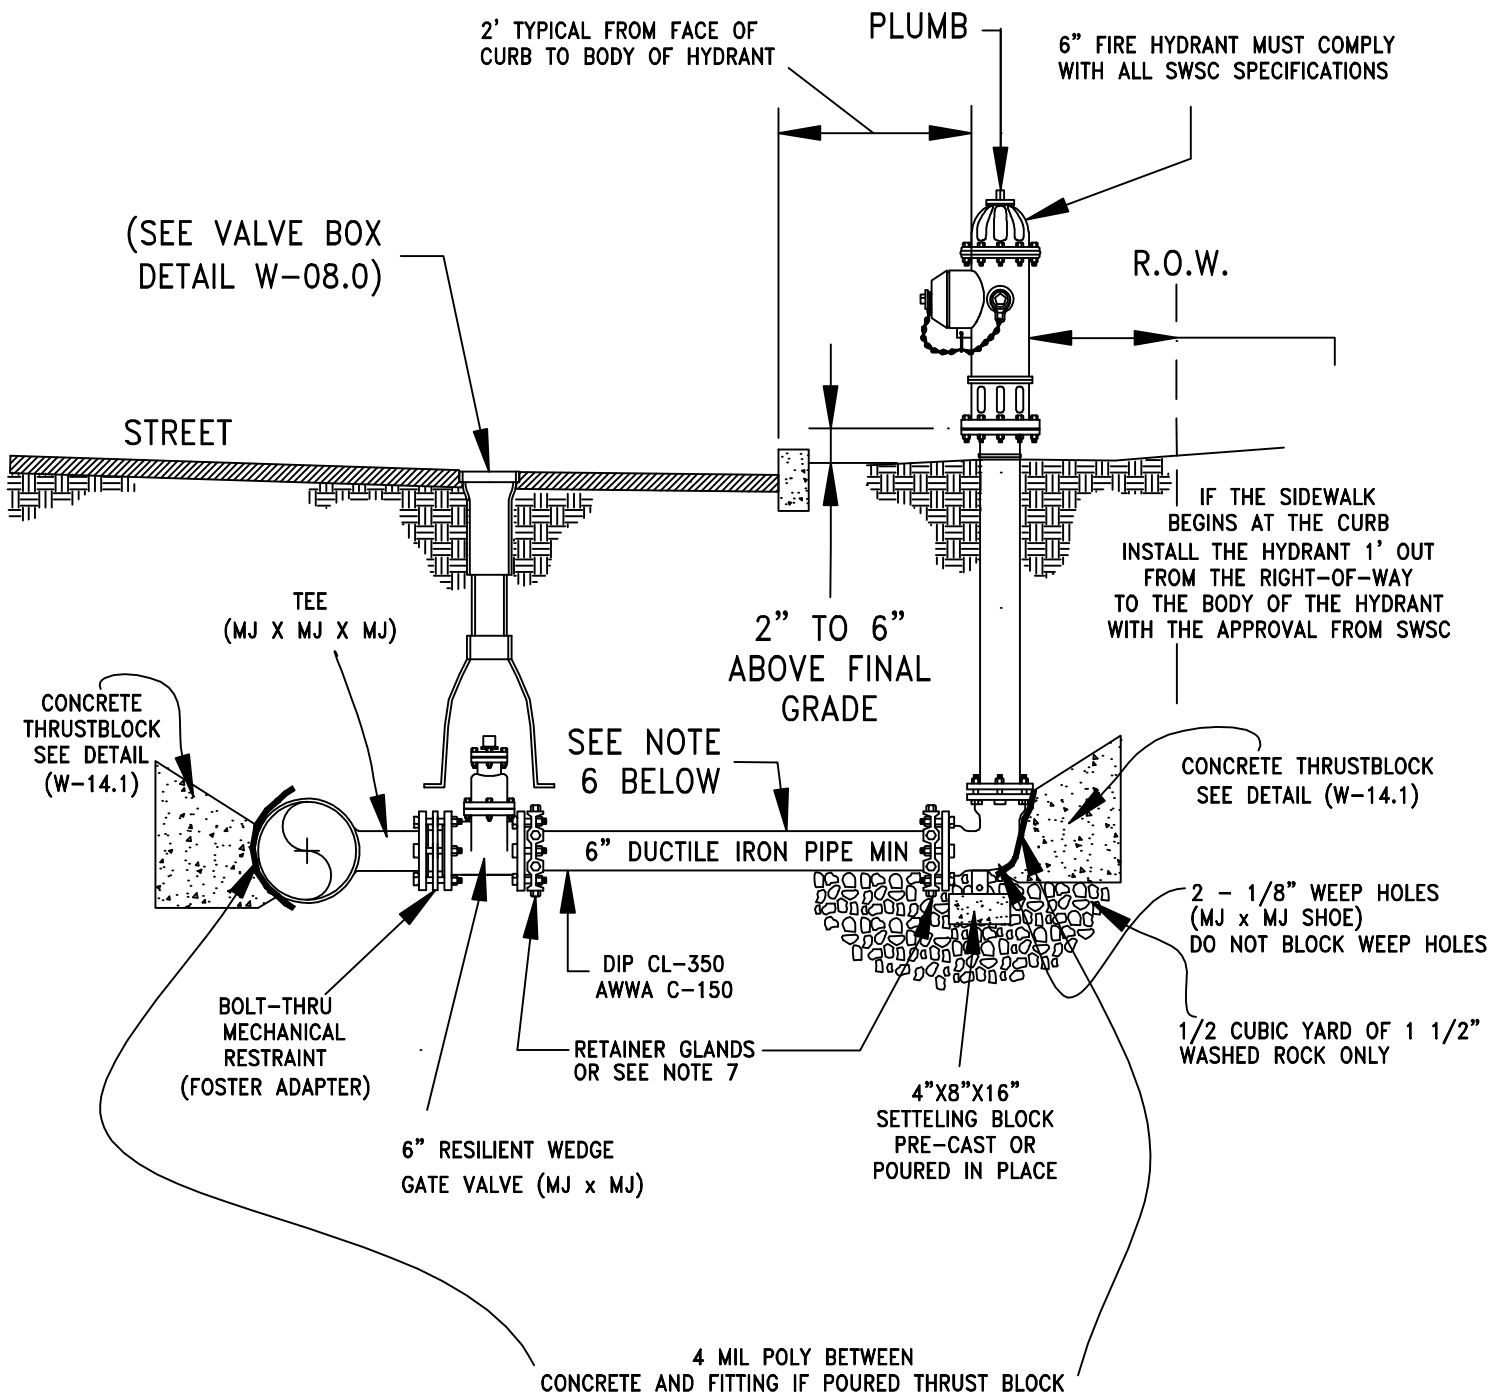 2' TYPICAL FROM FACE OF
CURB TO BODY OF HYDRANT
PLUMB
6" FIRE HYDRANT MUST COMPLY
WITH ALL SWSC SPECIFICATIONS
(SEE VALVE BOX
DETAIL W-08.0)
R.O.W.
STREET
IF THE SIDEWALK
BEGINS AT THE CURB
INSTALL THE HYDRANT 1' OUT
FROM THE RIGHT-OF-WAY
TO THE BODY OF THE HYDRANT
WITH THE APPROVAL FROM SWSC
TEE
(MJ X MJ X MJ)
2" TO 6"
ABOVE FINAL
GRADE
CONCRETE
THRUSTBLOCK
SEE DETAIL
(W-14.1)
SEE NOTE
6 BELOW
CONCRETE THRUSTBLOCK
SEE DETAIL (W-14.1)
6" DUCTILE IRON PIPE MIN
2 - 1/8" WEEP HOLES
(MJ x MJ SHOE)
DO NOT BLOCK WEEP HOLES
DIP CL-350
AWWA C-150
BOLT-THRU
MECHANICAL
RESTRAINT
(FOSTER ADAPTER)
RETAINER GLANDS
OR SEE NOTE 7
1/2 CUBIC YARD OF 1 1/2"
WASHED ROCK ONLY
4"X8"X16"
SETTELING BLOCK
PRE-CAST OR
POURED IN PLACE
6" RESILIENT WEDGE
GATE VALVE (MJ x MJ)
4 MIL POLY BETWEEN
CONCRETE AND FITTING IF POURED THRUST BLOCK